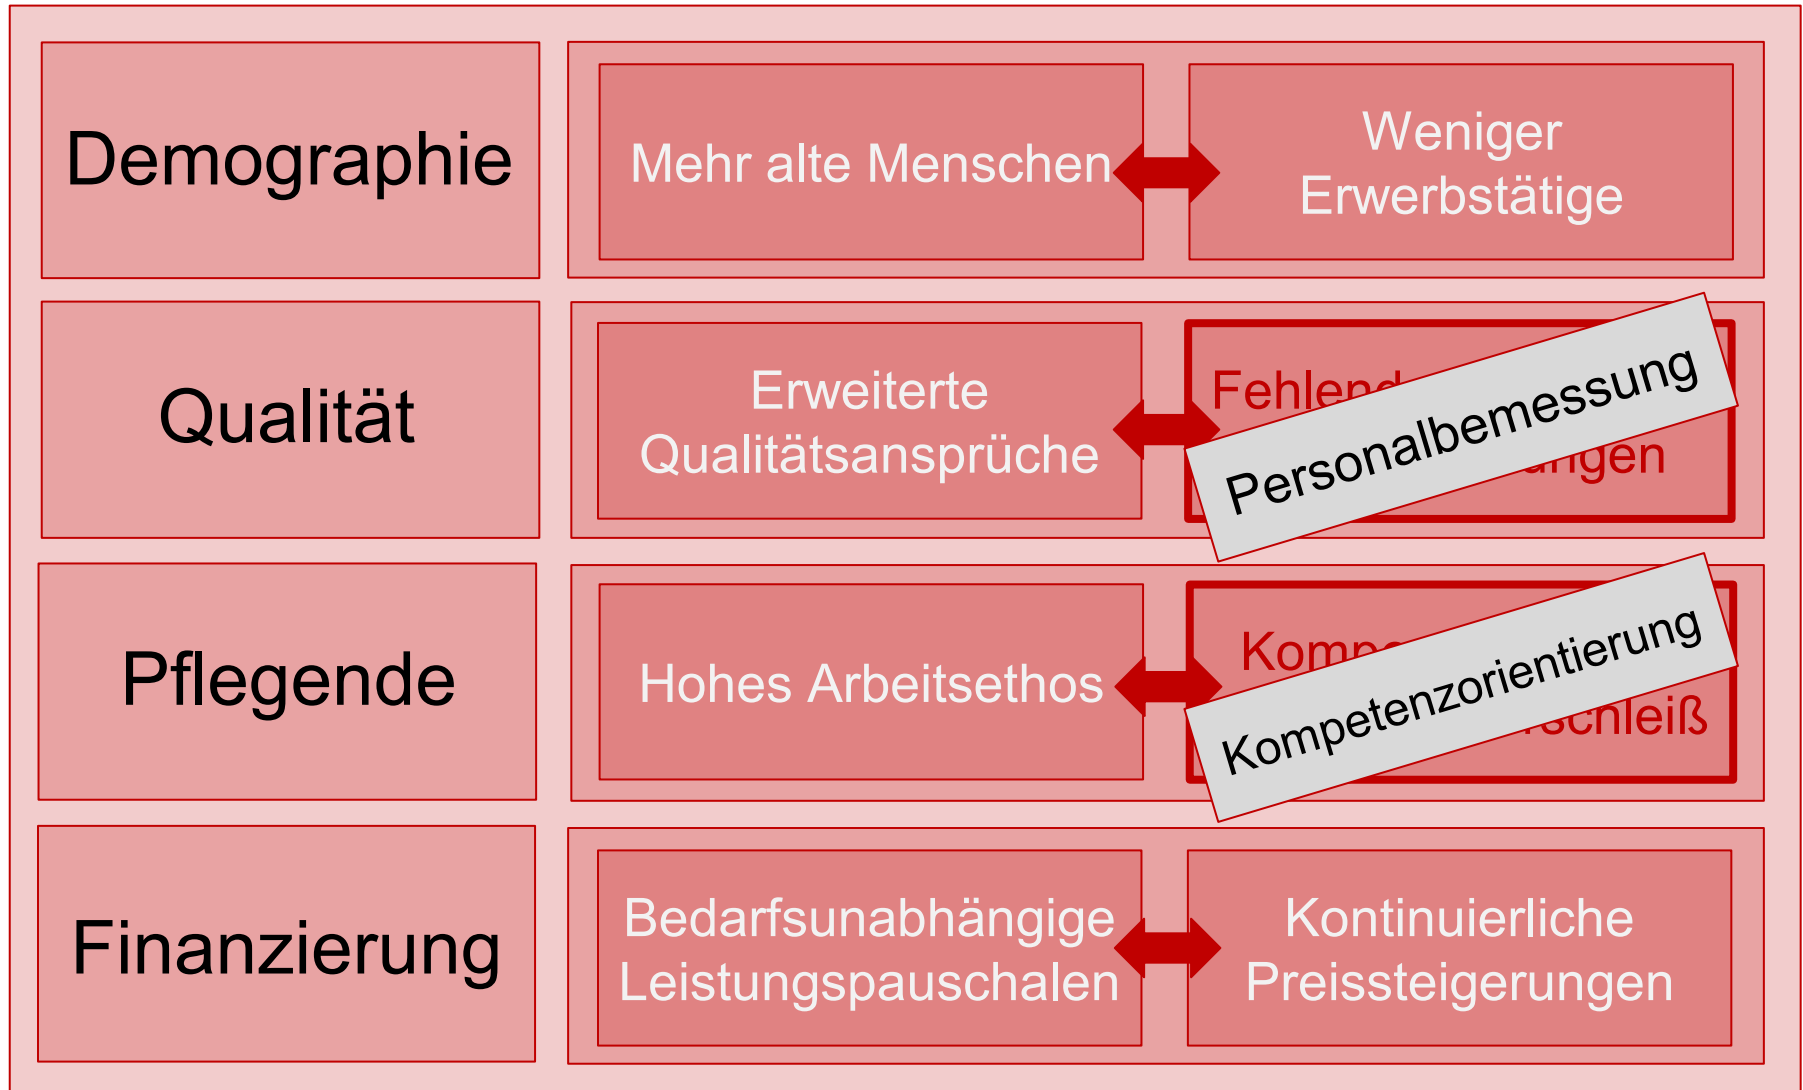 Demographie
Mehr alte Menschen
Weniger
Erwerbstätige
Qualität
Erweiterte
Qualitätsansprüche
Personalbemessung
Pflegende
Hohes Arbeitsethos
Kompetenzorientierung
Finanzierung
Bedarfsunabhängige
Leistungspauschalen
Kontinuierliche
Preissteigerungen